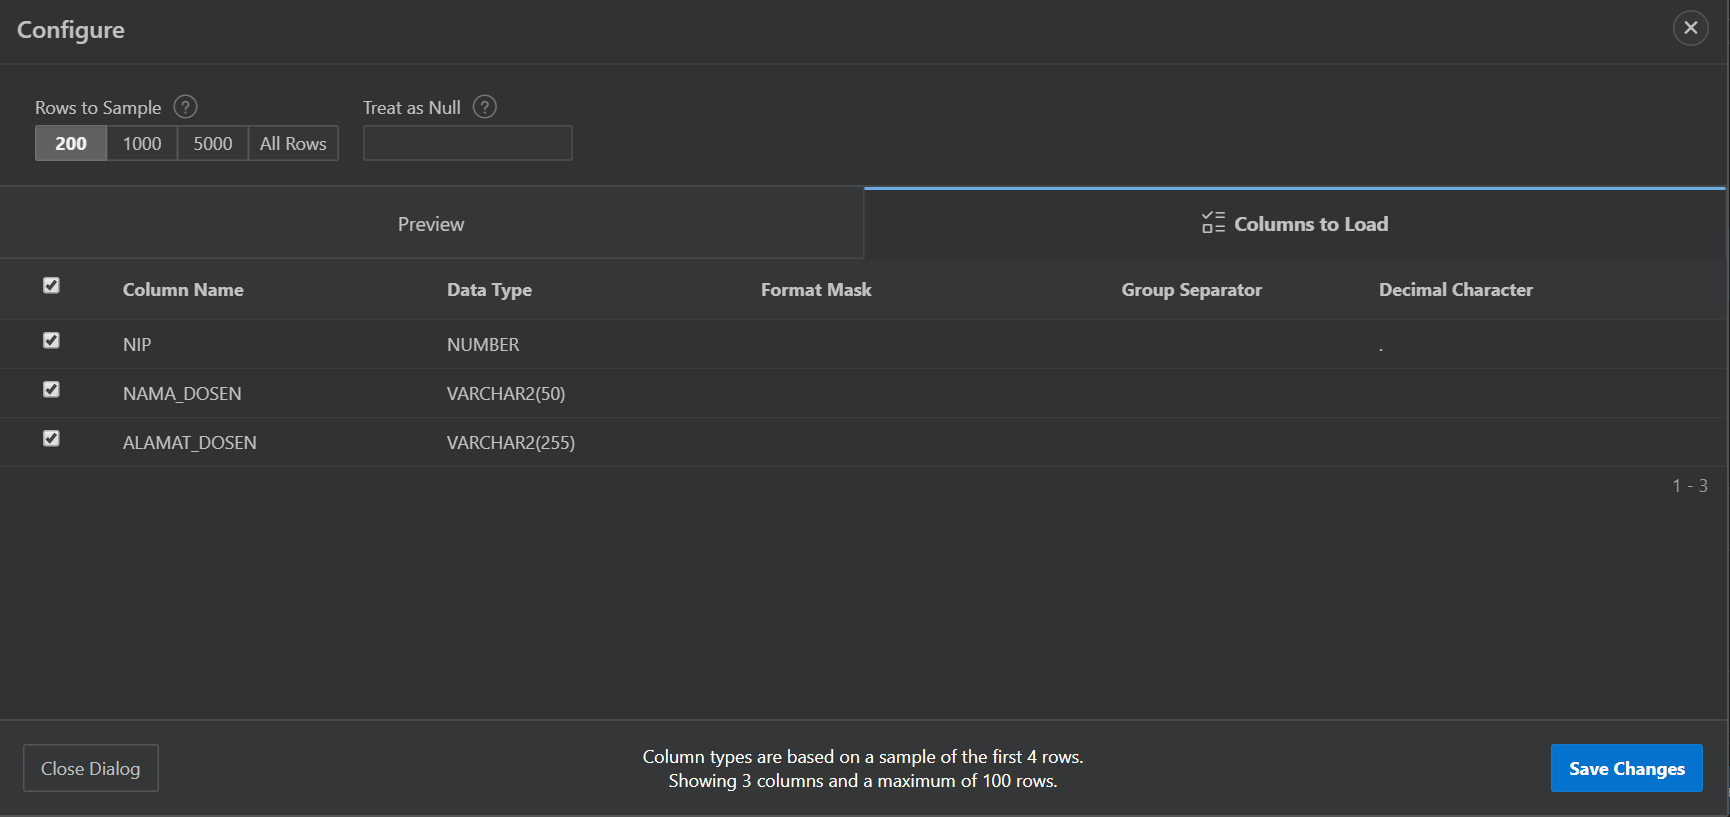 Configure
Rows to Sample ?
Treat as Null ?
200 1000 5000 All Rows
Preview
Columns to Load
Column Name Data Type Format Mask Group Separator Decimal Character
NIP NUMBER .
NAMA_DOSEN VARCHAR2(50)
ALAMAT_DOSEN VARCHAR2(255)
1 - 3
Close Dialog
Column types are based on a sample of the first 4 rows.
Showing 3 columns and a maximum of 100 rows.
Save Changes